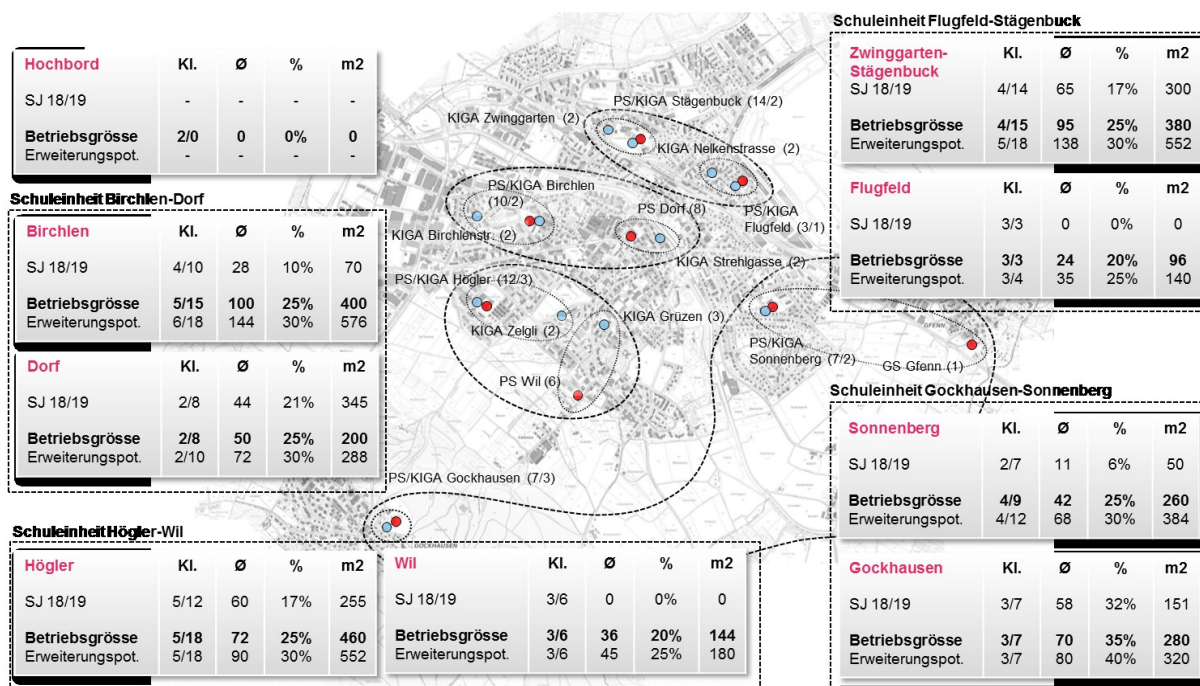 Schuleinheit Flugfeld-Stägenbuck
Hochbord Kl. Ø % m2
SJ 18/19 - - - -
Betriebsgrösse 2/0 0 0% 0
Erweiterungspot. - - - -
Schuleinheit Birchlen-Dorf
Birchlen Kl. Ø % m2
SJ 18/19 4/10 28 10% 70
Betriebsgrösse 5/15 100 25% 400
Erweiterungspot. 6/18 144 30% 576
Dorf Kl. Ø % m2
SJ 18/19 2/8 44 21% 345
Betriebsgrösse 2/8 50 25% 200
Erweiterungspot. 2/10 72 30% 288
PS/KIGA Stägenbuck (14/2)
KIGA Zwinggarten (2)
KIGA Nelkenstrasse (2)
PS/KIGA Birchlen
(10/2)
PS Dorf (8)
PS/KIGA
Flugfeld (3/1)
KIGA Birchlenstr. (2)
KIGA Strehlgasse (2)
PS/KIGA Högler (12/3)
KIGA Grüzen (3)
KIGA Zelgli (2)
PS/KIGA
Sonnenberg (7/2)
GFENN
GS Gfenn (1)
PS Wil (6)
PS/KIGA Gockhausen (7/3)
GOCKHAUSEN
Zwinggarten-
Stägenbuck Kl. Ø % m2
SJ 18/19 4/14 65 17% 300
Betriebsgrösse 4/15 95 25% 380
Erweiterungspot. 5/18 138 30% 552
Flugfeld Kl. Ø % m2
SJ 18/19 3/3 0 0% 0
Betriebsgrösse 3/3 24 20% 96
Erweiterungspot. 3/4 35 25% 140
Schuleinheit Gockhausen-Sonnenberg
Sonnenberg Kl. Ø % m2
SJ 18/19 2/7 11 6% 50
Betriebsgrösse 4/9 42 25% 260
Erweiterungspot. 4/12 68 30% 384
Gockhausen Kl. Ø % m2
SJ 18/19 3/7 58 32% 151
Betriebsgrösse 3/7 70 35% 280
Erweiterungspot. 3/7 80 40% 320
Schuleinheit Högler-Wil
Högler Kl. Ø % m2
SJ 18/19 5/12 60 17% 255
Betriebsgrösse 5/18 72 25% 460
Erweiterungspot. 5/18 90 30% 552
Wil Kl. Ø % m2
SJ 18/19 3/6 0 0% 0
Betriebsgrösse 3/6 36 20% 144
Erweiterungspot. 3/6 45 25% 180